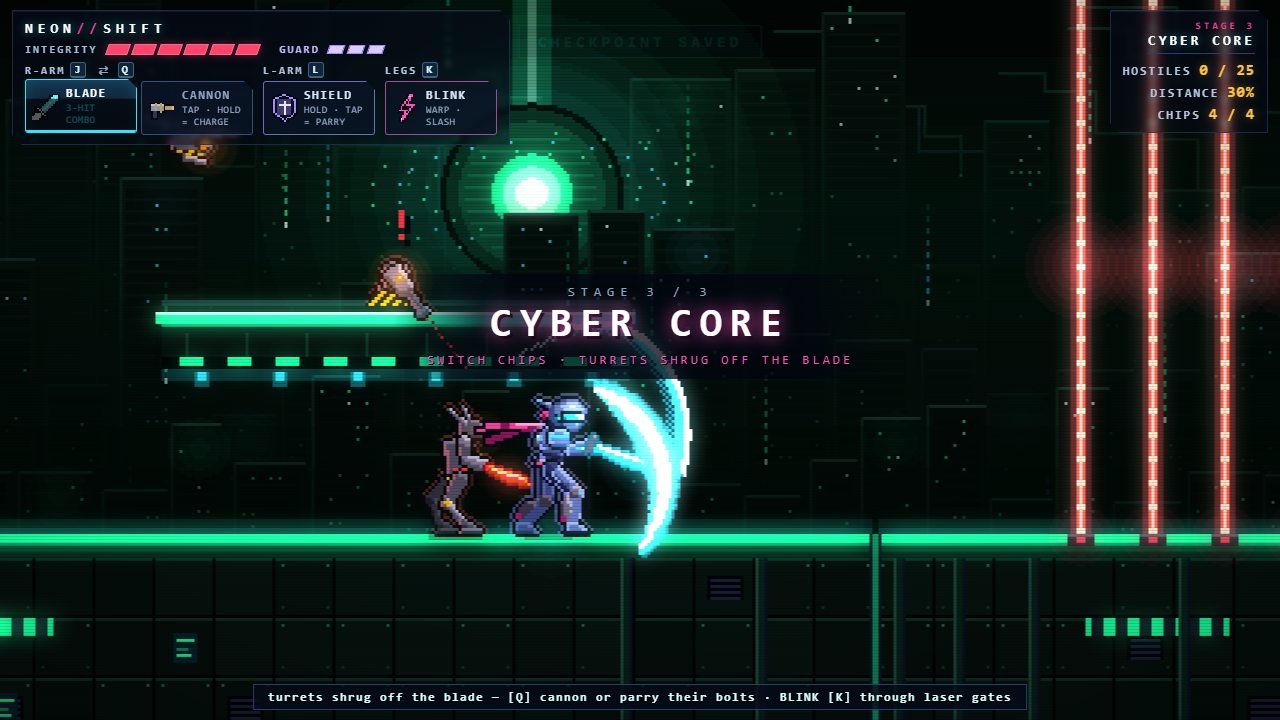 NEON//SHIFT
INTEGRITY GUARD
R-ARM J ⇄ Q L-ARM L LEGS K
BLADE
3-HIT
COMBO
CANNON
TAP · HOLD
= CHARGE
SHIELD
HOLD · TAP
= PARRY
BLINK
WARP ·
SLASH
CHECKPOINT SAVED
STAGE 3
CYBER CORE
HOSTILES 0 / 25
DISTANCE 30%
CHIPS 4 / 4
!
STAGE 3 / 3
CYBER CORE
SWITCH CHIPS · TURRETS SHRUG OFF THE BLADE
turrets shrug off the blade — [Q] cannon or parry their bolts · BLINK [K] through laser gates